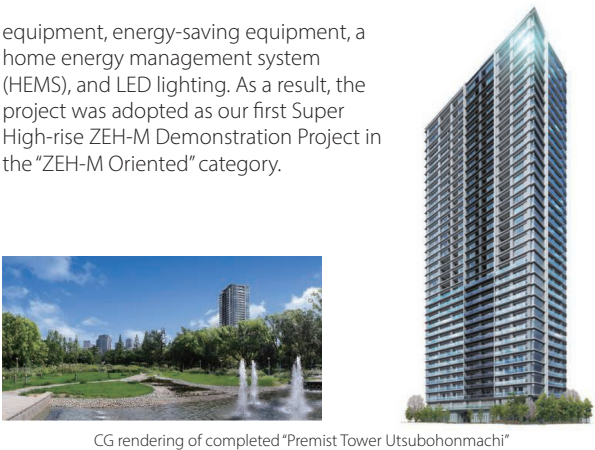 equipment, energy-saving equipment, a
home energy management system
(HEMS), and LED lighting. As a result, the
project was adopted as our first Super
High-rise ZEH-M Demonstration Project in
the “ZEH-M Oriented” category.
CG rendering of completed “Premist Tower Utsubohonmachi”